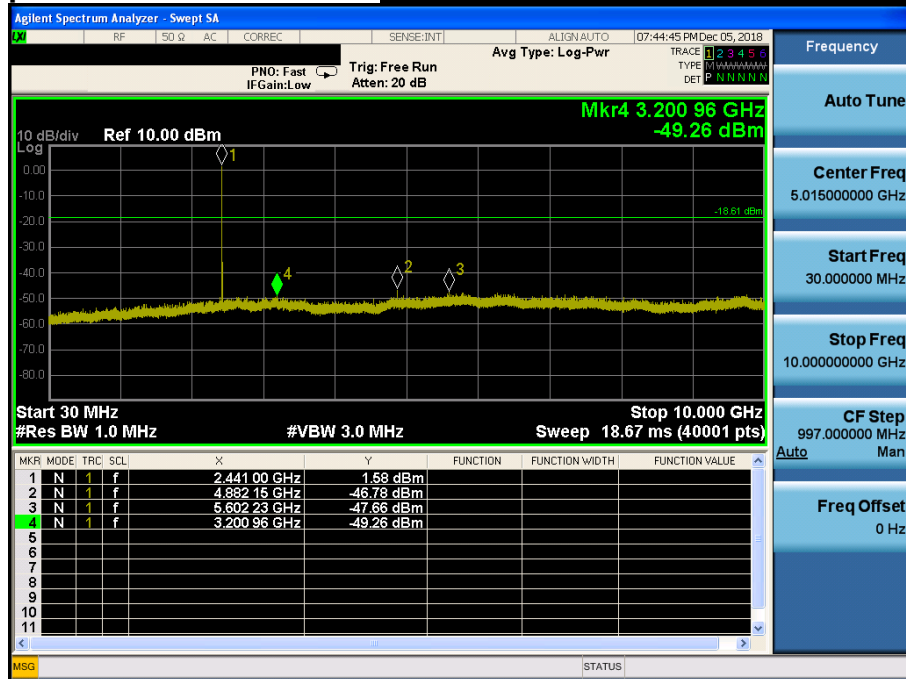 Agilent Spectrum Analyzer - Swept SA
LXI RF 50 Ω AC CORREC SENSE:INT ALIGN AUTO 07:44:45 PM Dec 05, 2018
Avg Type: Log-Pwr
TRACE 1 2 3 4 5 6
TYPE M WWWWW
DET P N N N N N
PNO: Fast Trig: Free Run
IFGain:Low Atten: 20 dB
Frequency
Mkr4 3.200 96 GHz
-49.26 dBm
10 dB/div Ref 10.00 dBm
Log
1
0.00
-10.0
-18.61 dBm
-20.0
-30.0
4
2
3
-40.0
-50.0
-60.0
-70.0
-80.0
Start 30 MHz Stop 10.000 GHz
#Res BW 1.0 MHz #VBW 3.0 MHz Sweep 18.67 ms (40001 pts)
MKR MODE TRC SCL X Y FUNCTION FUNCTION WIDTH FUNCTION VALUE
1 N 1 f 2.441 00 GHz 1.58 dBm
2 N 1 f 4.882 15 GHz -46.78 dBm
3 N 1 f 5.602 23 GHz -47.66 dBm
4 N 1 f 3.200 96 GHz -49.26 dBm
5
6
7
8
9
10
11
MSG STATUS
Auto Tune
Center Freq
5.015000000 GHz
Start Freq
30.000000 MHz
Stop Freq
10.000000000 GHz
CF Step
997.000000 MHz
Auto Man
Freq Offset
0 Hz